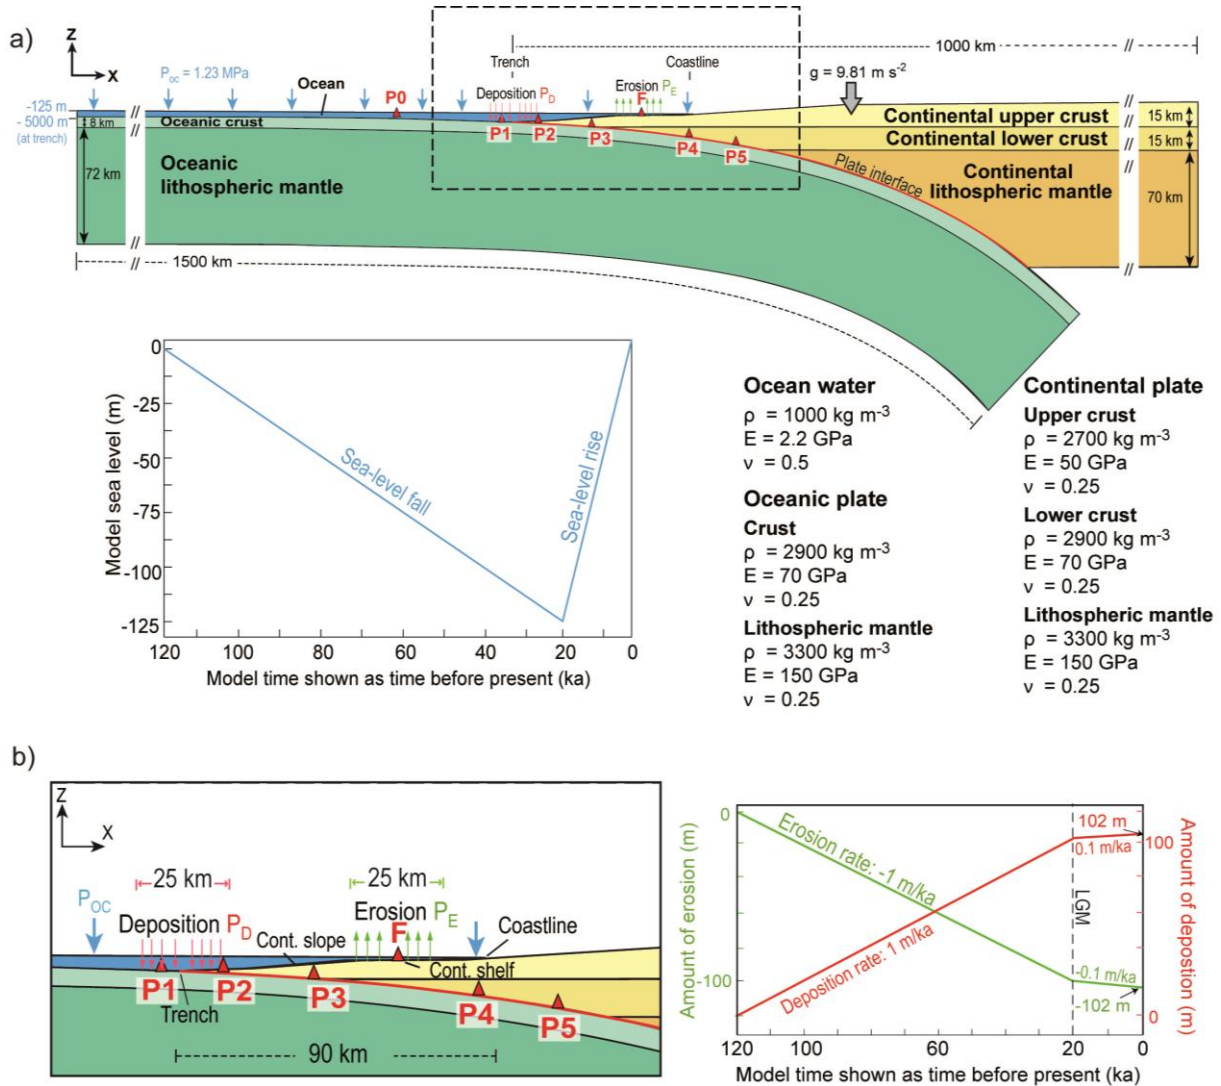 a)
Z
X
P_OC = 1.23 MPa
Ocean
P0
Trench
Deposition P_D
Erosion P_E
F
Coastline
1000 km
g = 9.81 m s⁻²
-125 m
- 5000 m
(at trench)
8 km
Oceanic crust
P1
P2
P3
P4
P5
Continental upper crust
15 km
Continental lower crust
15 km
72 km
Oceanic
lithospheric mantle
Plate interface
Continental
lithospheric mantle
70 km
1500 km
Model sea level (m)
0
-25
-50
-75
-100
-125
Sea-level fall
Sea-level rise
120
100
80
60
40
20
0
Model time shown as time before present (ka)
Ocean water
ρ = 1000 kg m⁻³
E = 2.2 GPa
ν = 0.5
Oceanic plate
Crust
ρ = 2900 kg m⁻³
E = 70 GPa
ν = 0.25
Lithospheric mantle
ρ = 3300 kg m⁻³
E = 150 GPa
ν = 0.25
Continental plate
Upper crust
ρ = 2700 kg m⁻³
E = 50 GPa
ν = 0.25
Lower crust
ρ = 2900 kg m⁻³
E = 70 GPa
ν = 0.25
Lithospheric mantle
ρ = 3300 kg m⁻³
E = 150 GPa
ν = 0.25
b)
Z
X
25 km
25 km
P_OC
Deposition P_D
Erosion P_E
F
Cont. slope
Coastline
Cont. shelf
P1
P2
P3
P4
P5
Trench
90 km
Amount of erosion (m)
0
-100
Erosion rate: -1 m/ka
Deposition rate: 1 m/ka
LGM
102 m
0.1 m/ka
-0.1 m/ka
-102 m
100
0
Amount of depostion (m)
120
100
60
20
0
Model time shown as time before present (ka)